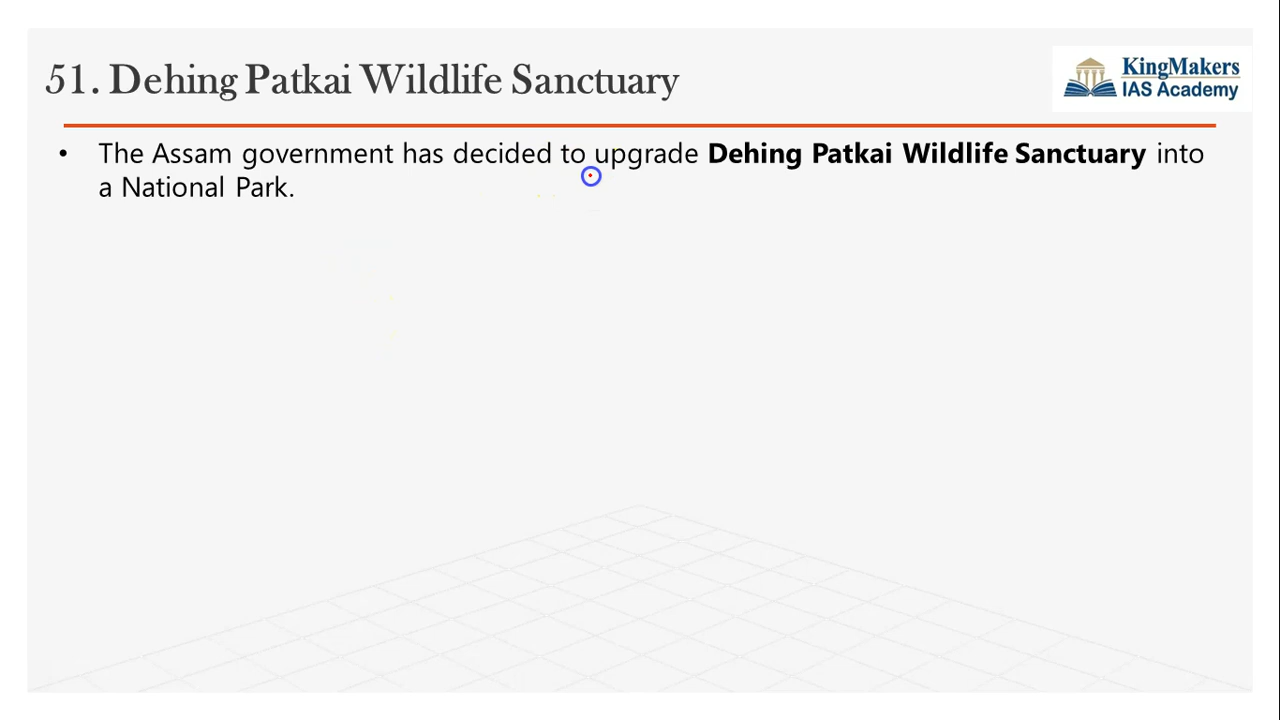 51. Dehing Patkai Wildlife Sanctuary
KingMakers
IAS Academy
• The Assam government has decided to upgrade Dehing Patkai Wildlife Sanctuary into
a National Park.